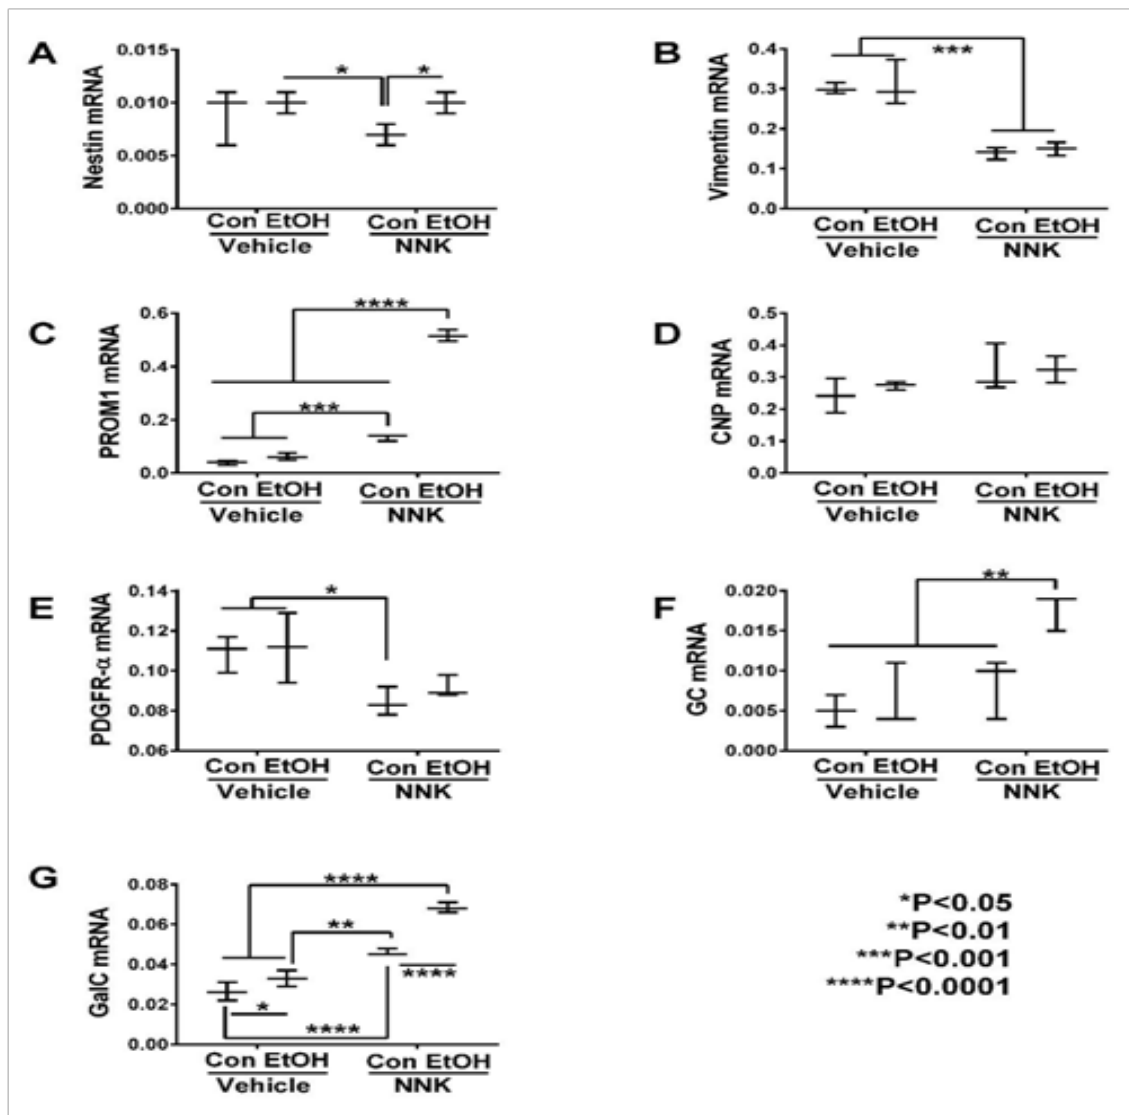 A
Nestin mRNA
0.015
0.010
0.005
0.000
* *
Con EtOH Con EtOH
Vehicle NNK
B
Vimentin mRNA
0.4
0.3
0.2
0.1
0.0
***
Con EtOH Con EtOH
Vehicle NNK
C
PROM1 mRNA
0.6
0.4
0.2
0.0
****
***
Con EtOH Con EtOH
Vehicle NNK
D
CNP mRNA
0.5
0.4
0.3
0.2
0.1
0.0
Con EtOH Con EtOH
Vehicle NNK
E
PDGFR-α mRNA
0.14
0.12
0.10
0.08
0.06
*
Con EtOH Con EtOH
Vehicle NNK
F
GC mRNA
0.020
0.015
0.010
0.005
0.000
**
Con EtOH Con EtOH
Vehicle NNK
G
GalC mRNA
0.08
0.06
0.04
0.02
0.00
****
**
****
*
****
Con EtOH Con EtOH
Vehicle NNK
*P<0.05
**P<0.01
***P<0.001
****P<0.0001